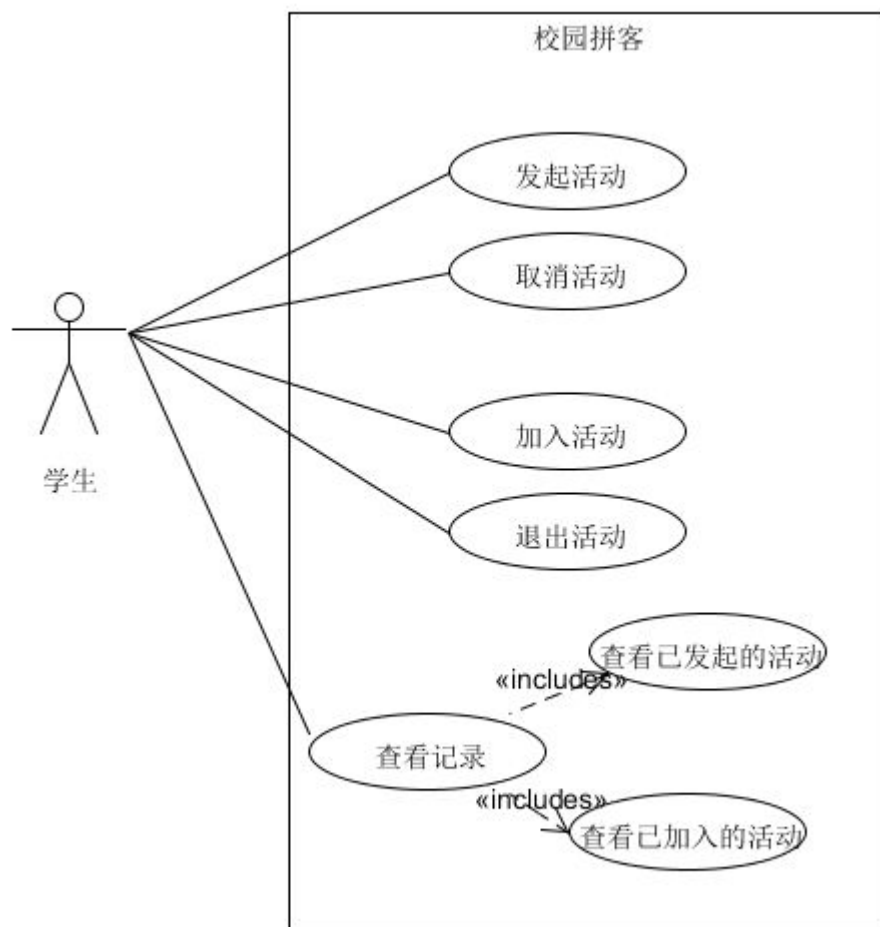 校园拼客
发起活动
取消活动
加入活动
学生
退出活动
查看已发起的活动
«includes»
查看记录
«includes»
查看已加入的活动